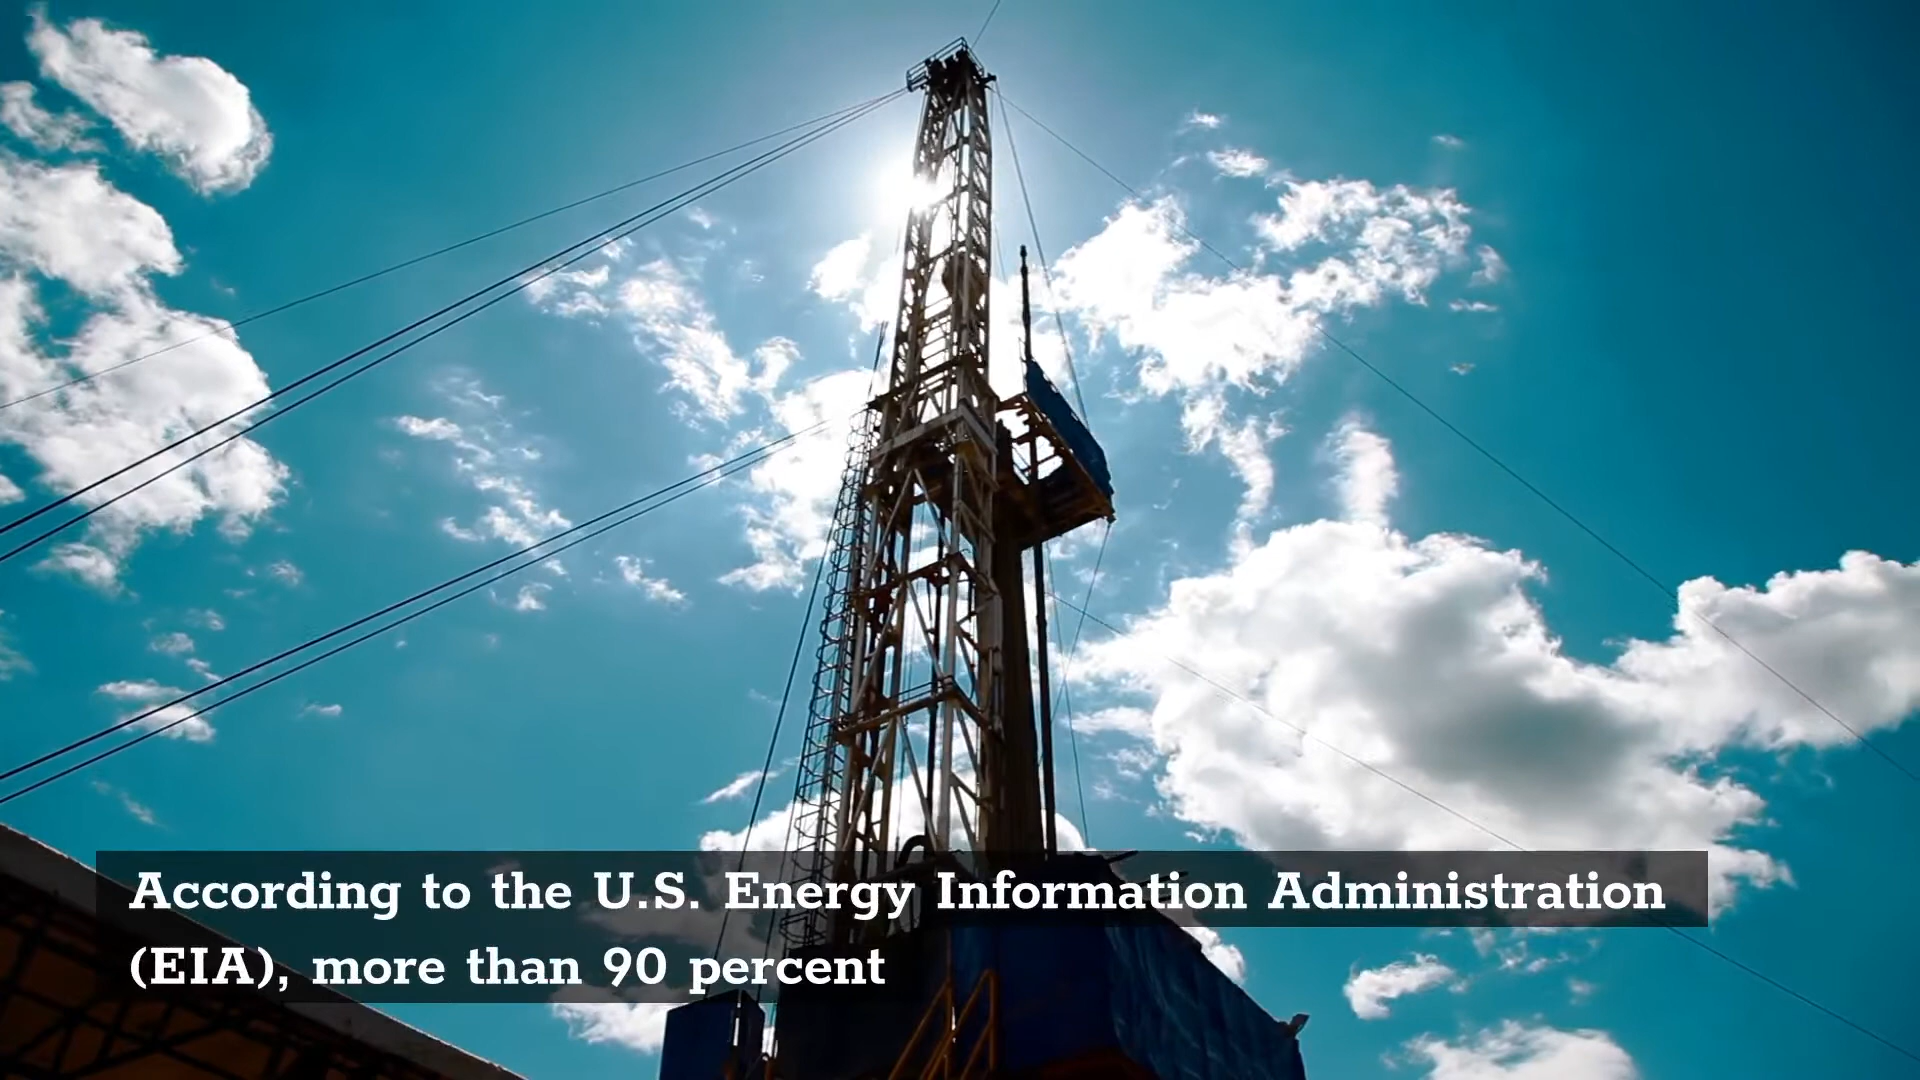 According to the U.S. Energy Information Administration
(EIA), more than 90 percent